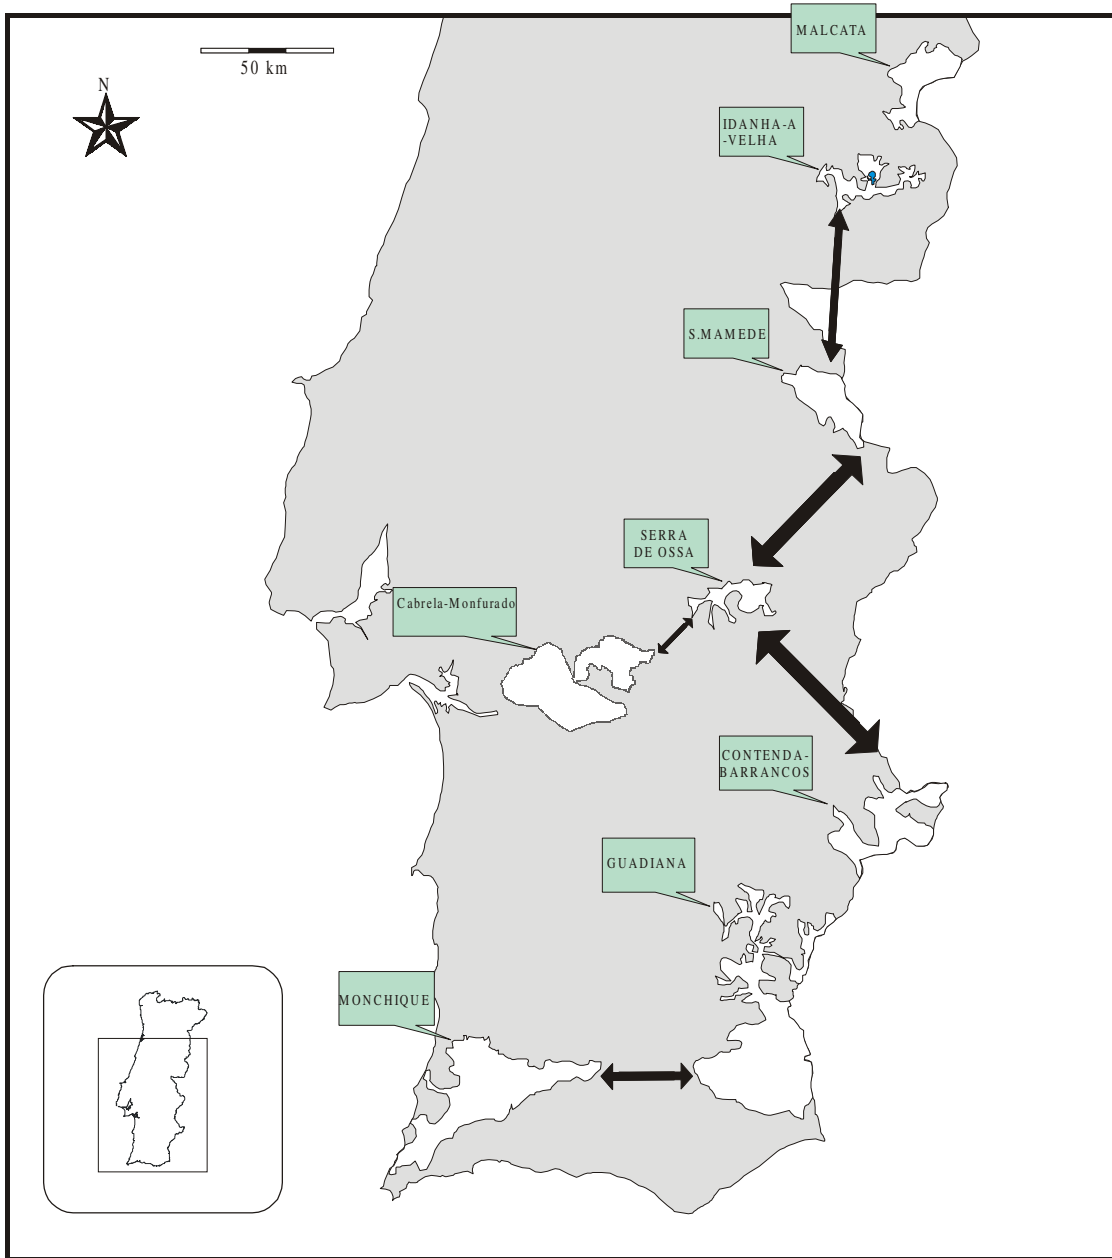 MALCATA
50 km
N
IDANHA-A
-VELHA
S.MAMEDE
SERRA
DE OSSA
Cabrela-Monfurado
CONTENDA-
BARRANCOS
GUADIANA
MONCHIQUE